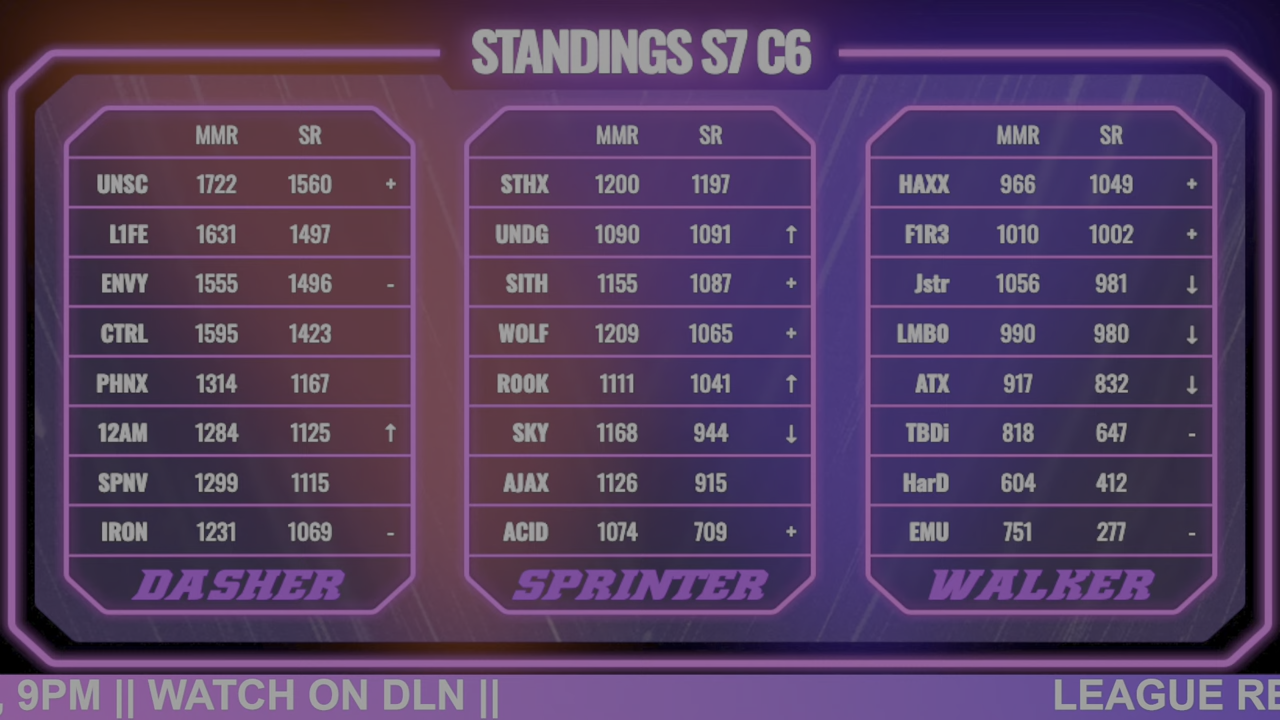 STANDINGS S7 C6
MMR SR
UNSC 1722 1560 +
L1FE 1631 1497
ENVY 1555 1496 -
CTRL 1595 1423
PHNX 1314 1167
12AM 1284 1125 ↑
SPNV 1299 1115
IRON 1231 1069 -
DASHER
MMR SR
STHX 1200 1197
UNDG 1090 1091 ↑
SITH 1155 1087 +
WOLF 1209 1065 +
ROOK 1111 1041 ↑
SKY 1168 944 ↓
AJAX 1126 915
ACID 1074 709 +
SPRINTER
MMR SR
HAXX 966 1049 +
F1R3 1010 1002 +
Jstr 1056 981 ↓
LMBO 990 980 ↓
ATX 917 832 ↓
TBDi 818 647 -
HarD 604 412
EMU 751 277 -
WALKER
, 9PM || WATCH ON DLN || LEAGUE RE